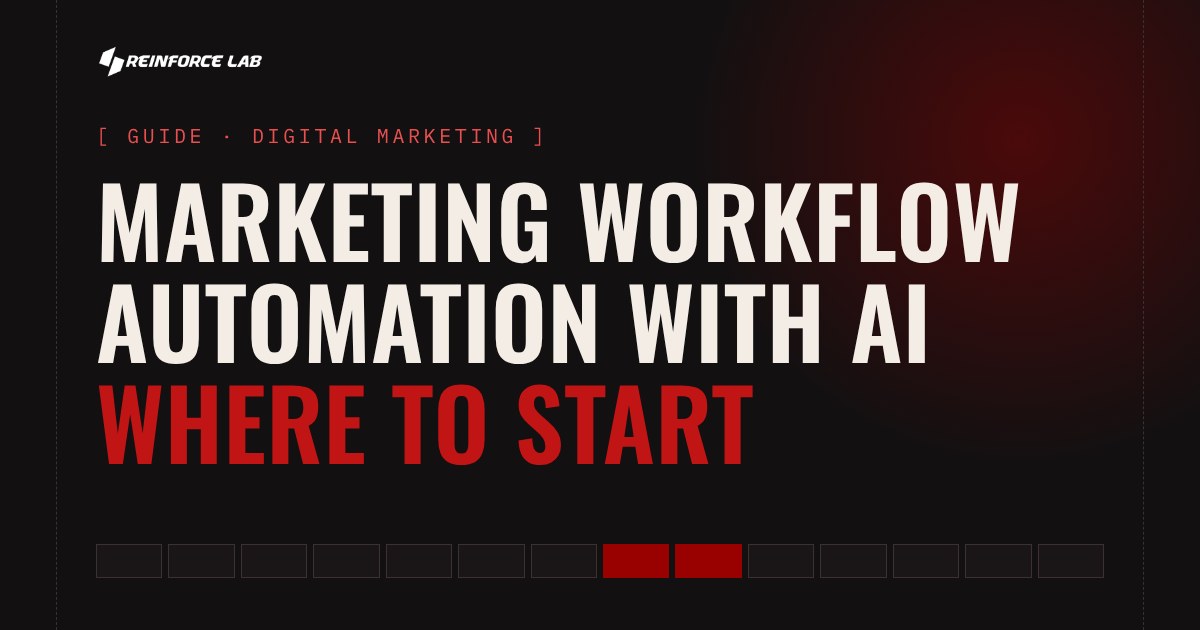 REINFORCE LAB
[ GUIDE · DIGITAL MARKETING ]
MARKETING WORKFLOW
AUTOMATION WITH AI
WHERE TO START